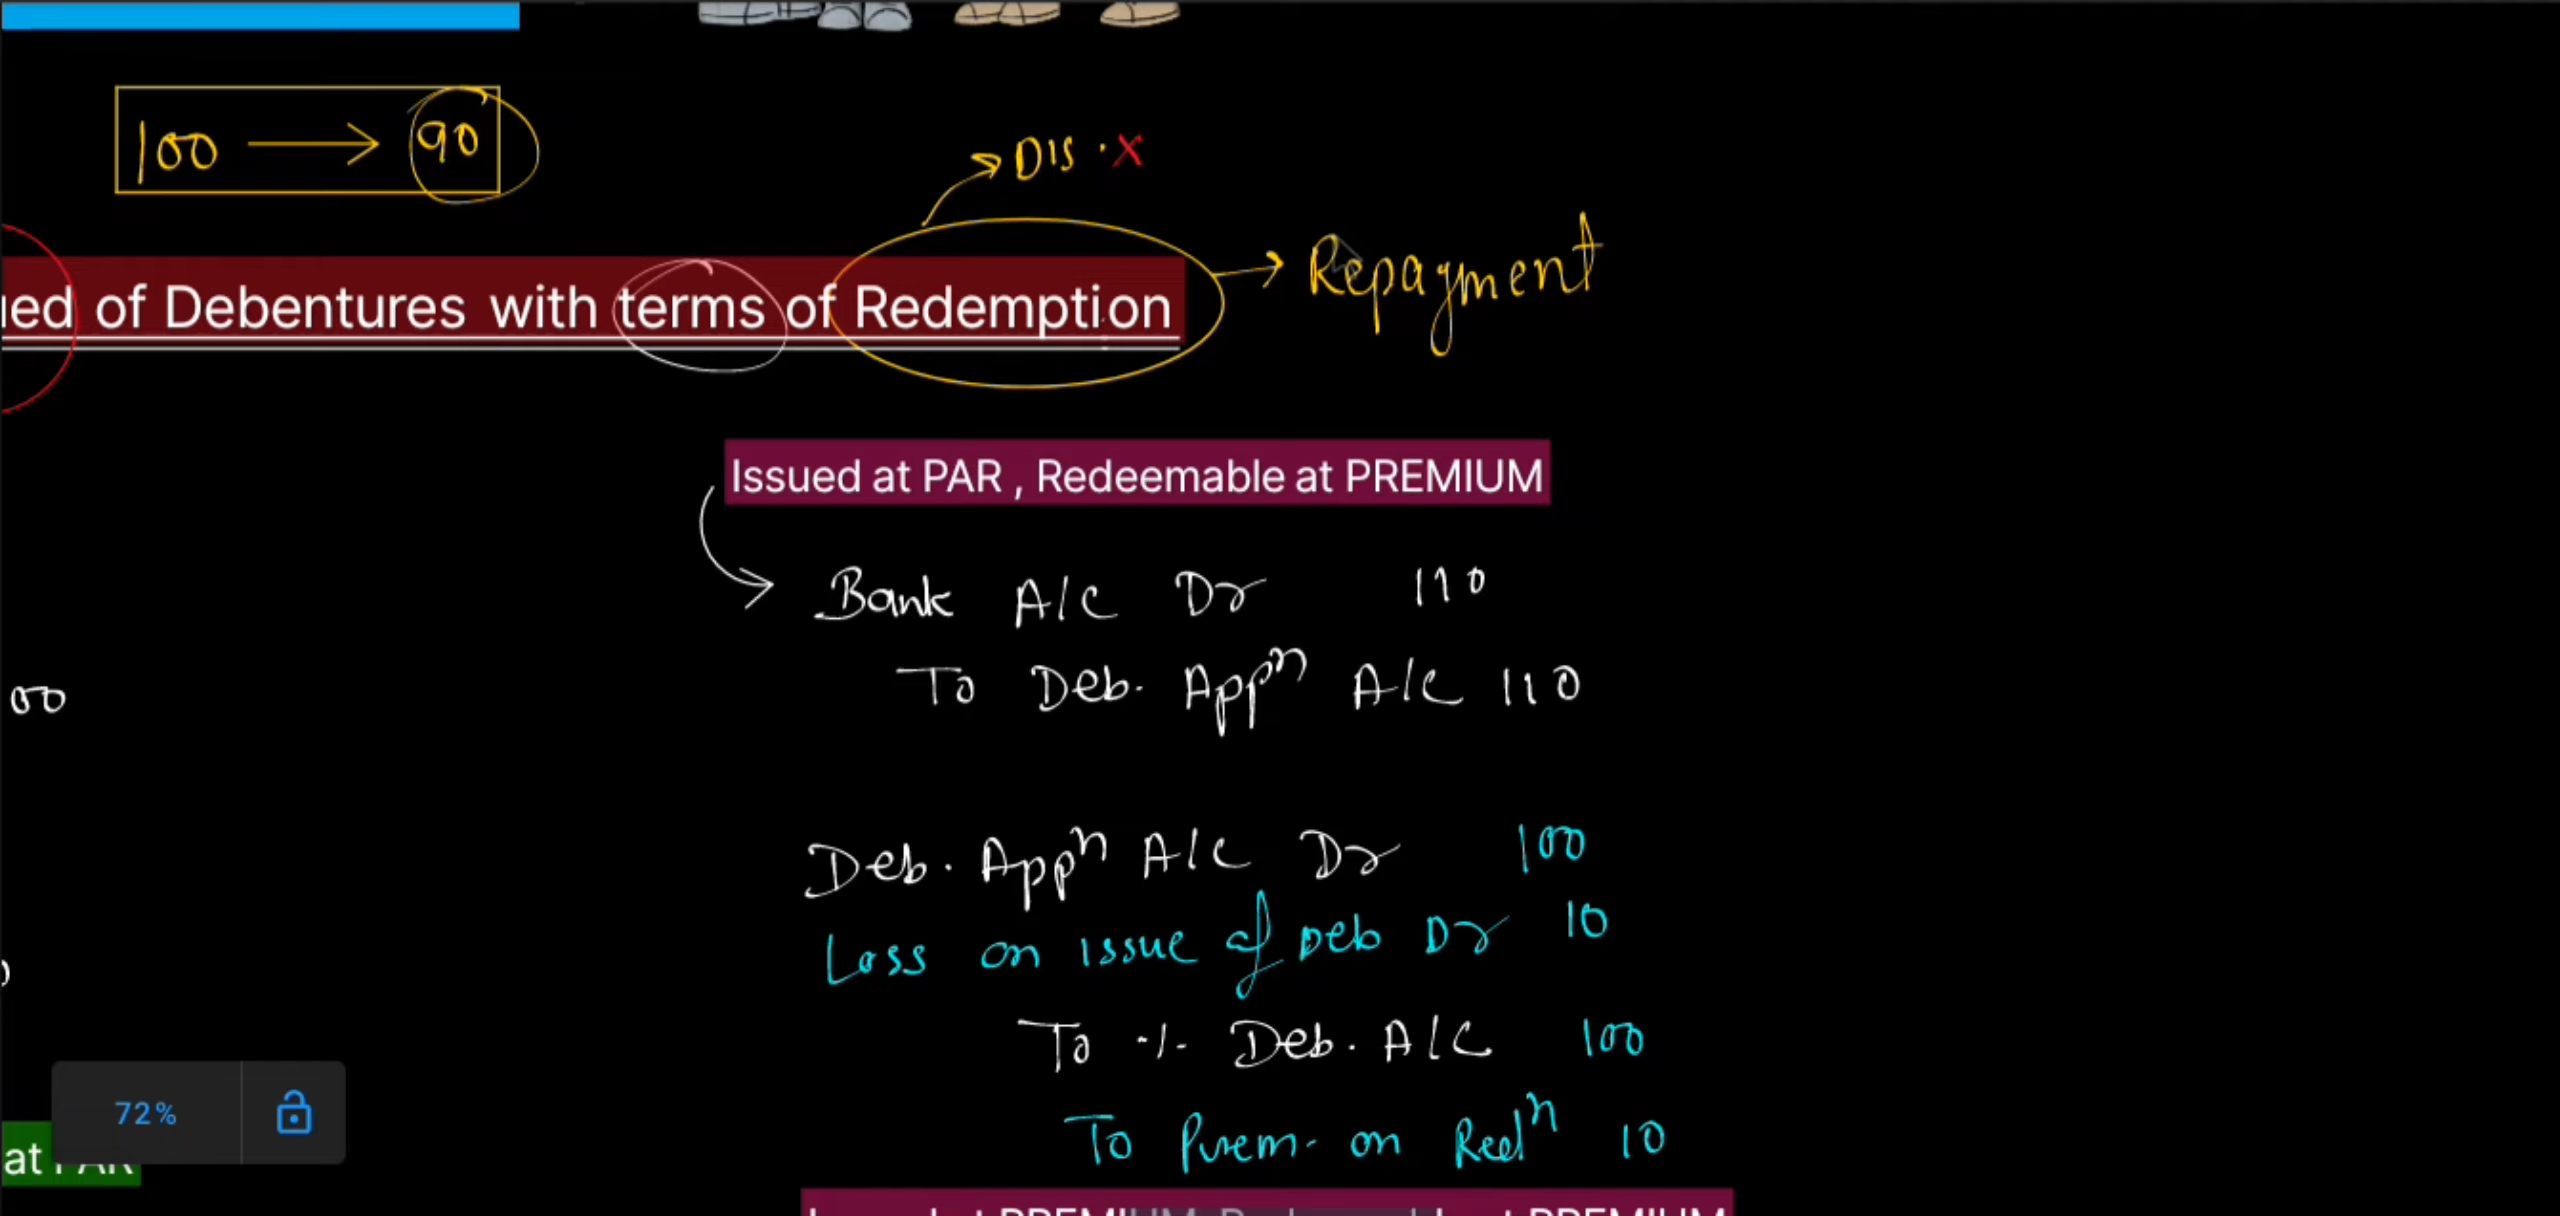 100 → 90
→ DIS. X
ed of Debentures with terms of Redemption → Repayment
Issued at PAR , Redeemable at PREMIUM
→ Bank A/C Dr 110
To Deb. Appⁿ A/C 110
00
Deb. Appⁿ A/C Dr 100
Loss on issue of Deb Dr 10
To ·/- Deb. A/C 100
To Prem. on Redⁿ 10
72%
at PAR